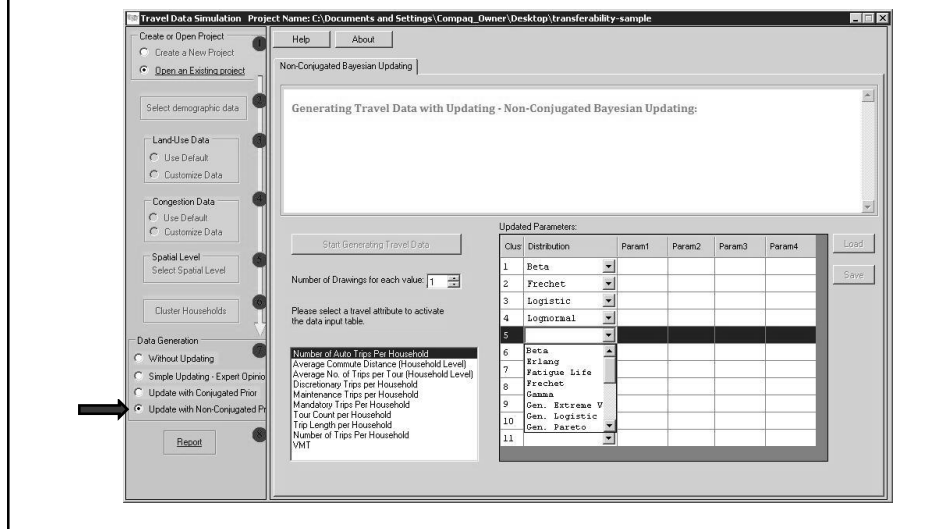 Travel Data Simulation Project Name: C:\Documents and Settings\Compaq_Owner\Desktop\transferability-sample
Create or Open Project
1
Create a New Project
Open an Existing project
Select demographic data
2
Land-Use Data
3
Use Default
Customize Data
Congestion Data
4
Use Default
Customize Data
Spatial Level
5
Select Spatial Level
Cluster Households
6
Data Generation
7
Without Updating
Simple Updating - Expert Opinio
Update with Conjugated Prior
Update with Non-Conjugated Pr
Report
8
Help
About
Non-Conjugated Bayesian Updating
Generating Travel Data with Updating - Non-Conjugated Bayesian Updating:
Start Generating Travel Data
Number of Drawings for each value: 1
Please select a travel attribute to activate
the data input table.
Number of Auto Trips Per Household
Average Commute Distance (Household Level)
Average No. of Trips per Tour (Household Level)
Discretionary Trips per Household
Maintenance Trips per Household
Mandatory Trips Per Household
Tour Count per Household
Trip Length per Household
Number of Trips Per Household
VMT
Updated Parameters:
Clus Distribution Param1 Param2 Param3 Param4
1 Beta
2 Frechet
3 Logistic
4 Lognormal
5
6
7
8
9
10
11
Beta
Erlang
Fatigue Life
Frechet
Gamma
Gen. Extreme V
Gen. Logistic
Gen. Pareto
Load
Save